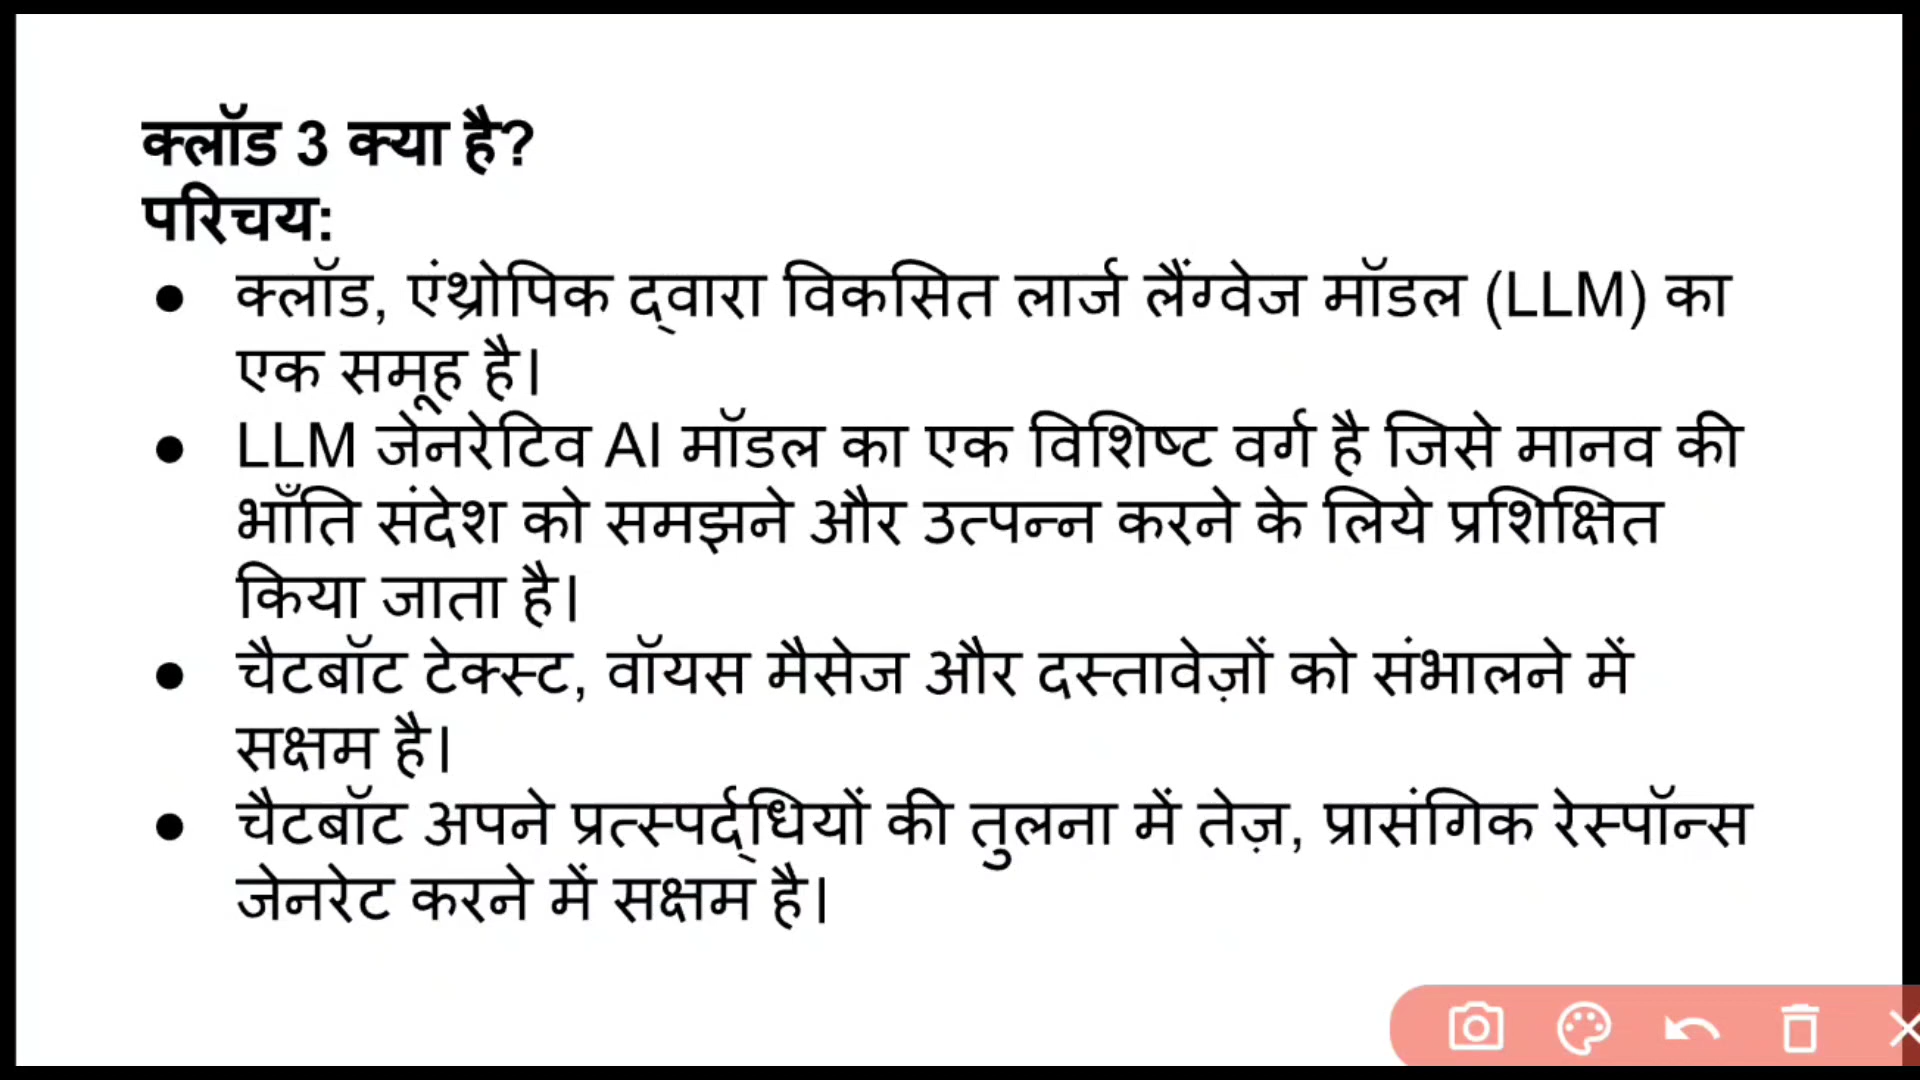 क्लॉड 3 क्या है?
परिचय:
● क्लॉड, एंथ्रोपिक द्वारा विकसित लार्ज लैंग्वेज मॉडल (LLM) का
एक समूह है।
● LLM जेनरेटिव AI मॉडल का एक विशिष्ट वर्ग है जिसे मानव की
भाँति संदेश को समझने और उत्पन्न करने के लिये प्रशिक्षित
किया जाता है।
● चैटबॉट टेक्स्ट, वॉयस मैसेज और दस्तावेज़ों को संभालने में
सक्षम है।
● चैटबॉट अपने प्रत्स्पर्द्धियों की तुलना में तेज़, प्रासंगिक रेस्पॉन्स
जेनरेट करने में सक्षम है।